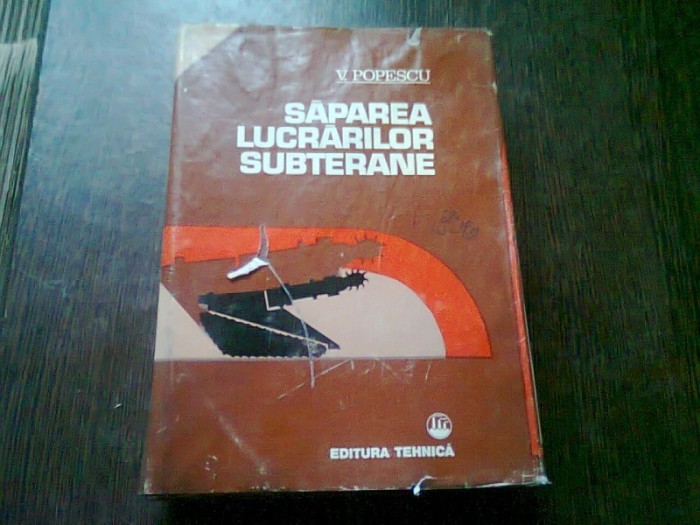 V. POPESCU
SĂPAREA
LUCRĂRILOR
SUBTERANE
EDITURA TEHNICĂ